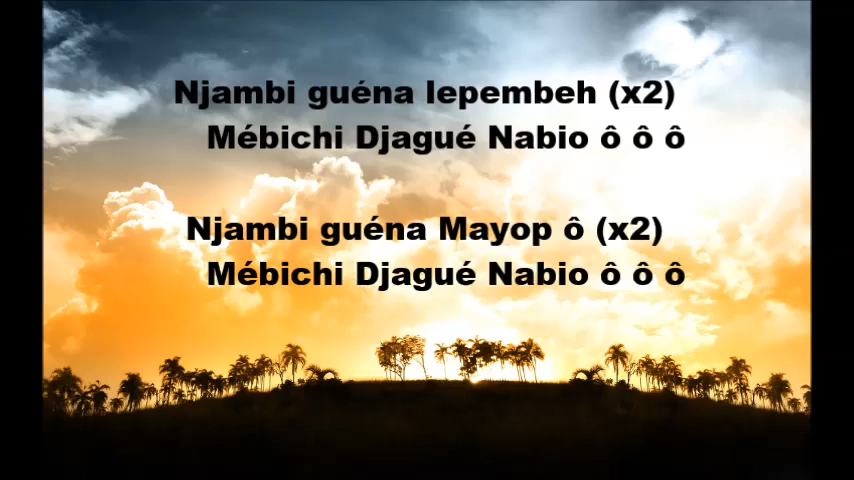 Njambi guéna lepembeh (x2)
Mébichi Djagué Nabio ô ô ô
Njambi guéna Mayop ô (x2)
Mébichi Djagué Nabio ô ô ô